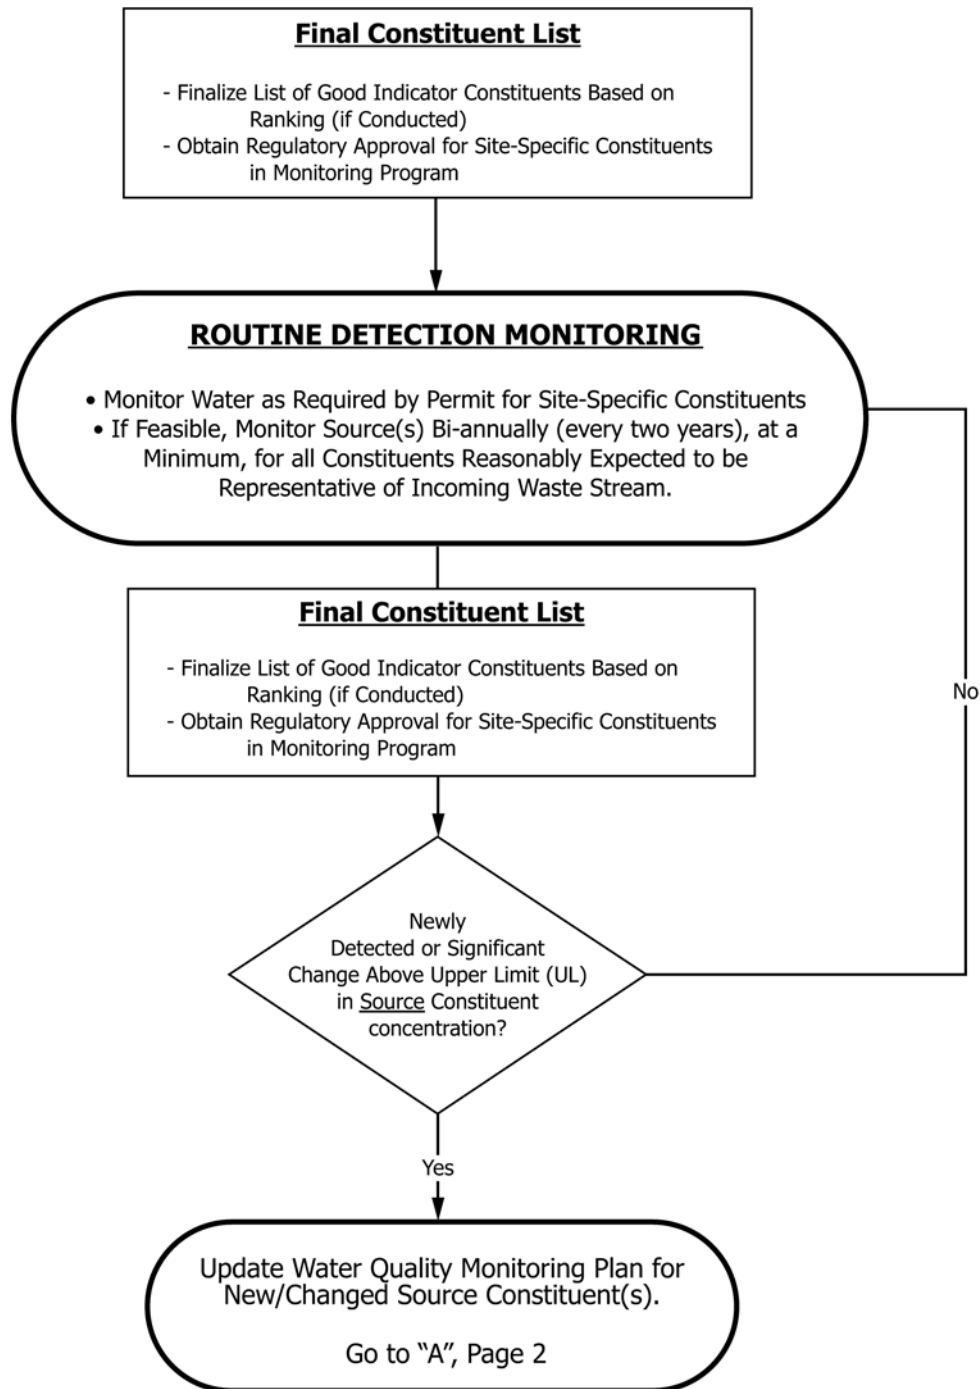 Final Constituent List
- Finalize List of Good Indicator Constituents Based on
Ranking (if Conducted)
- Obtain Regulatory Approval for Site-Specific Constituents
in Monitoring Program
ROUTINE DETECTION MONITORING
• Monitor Water as Required by Permit for Site-Specific Constituents
• If Feasible, Monitor Source(s) Bi-annually (every two years), at a
Minimum, for all Constituents Reasonably Expected to be
Representative of Incoming Waste Stream.
Final Constituent List
- Finalize List of Good Indicator Constituents Based on
Ranking (if Conducted)
- Obtain Regulatory Approval for Site-Specific Constituents
in Monitoring Program
No
Newly
Detected or Significant
Change Above Upper Limit (UL)
in Source Constituent
concentration?
Yes
Update Water Quality Monitoring Plan for
New/Changed Source Constituent(s).
Go to “A”, Page 2